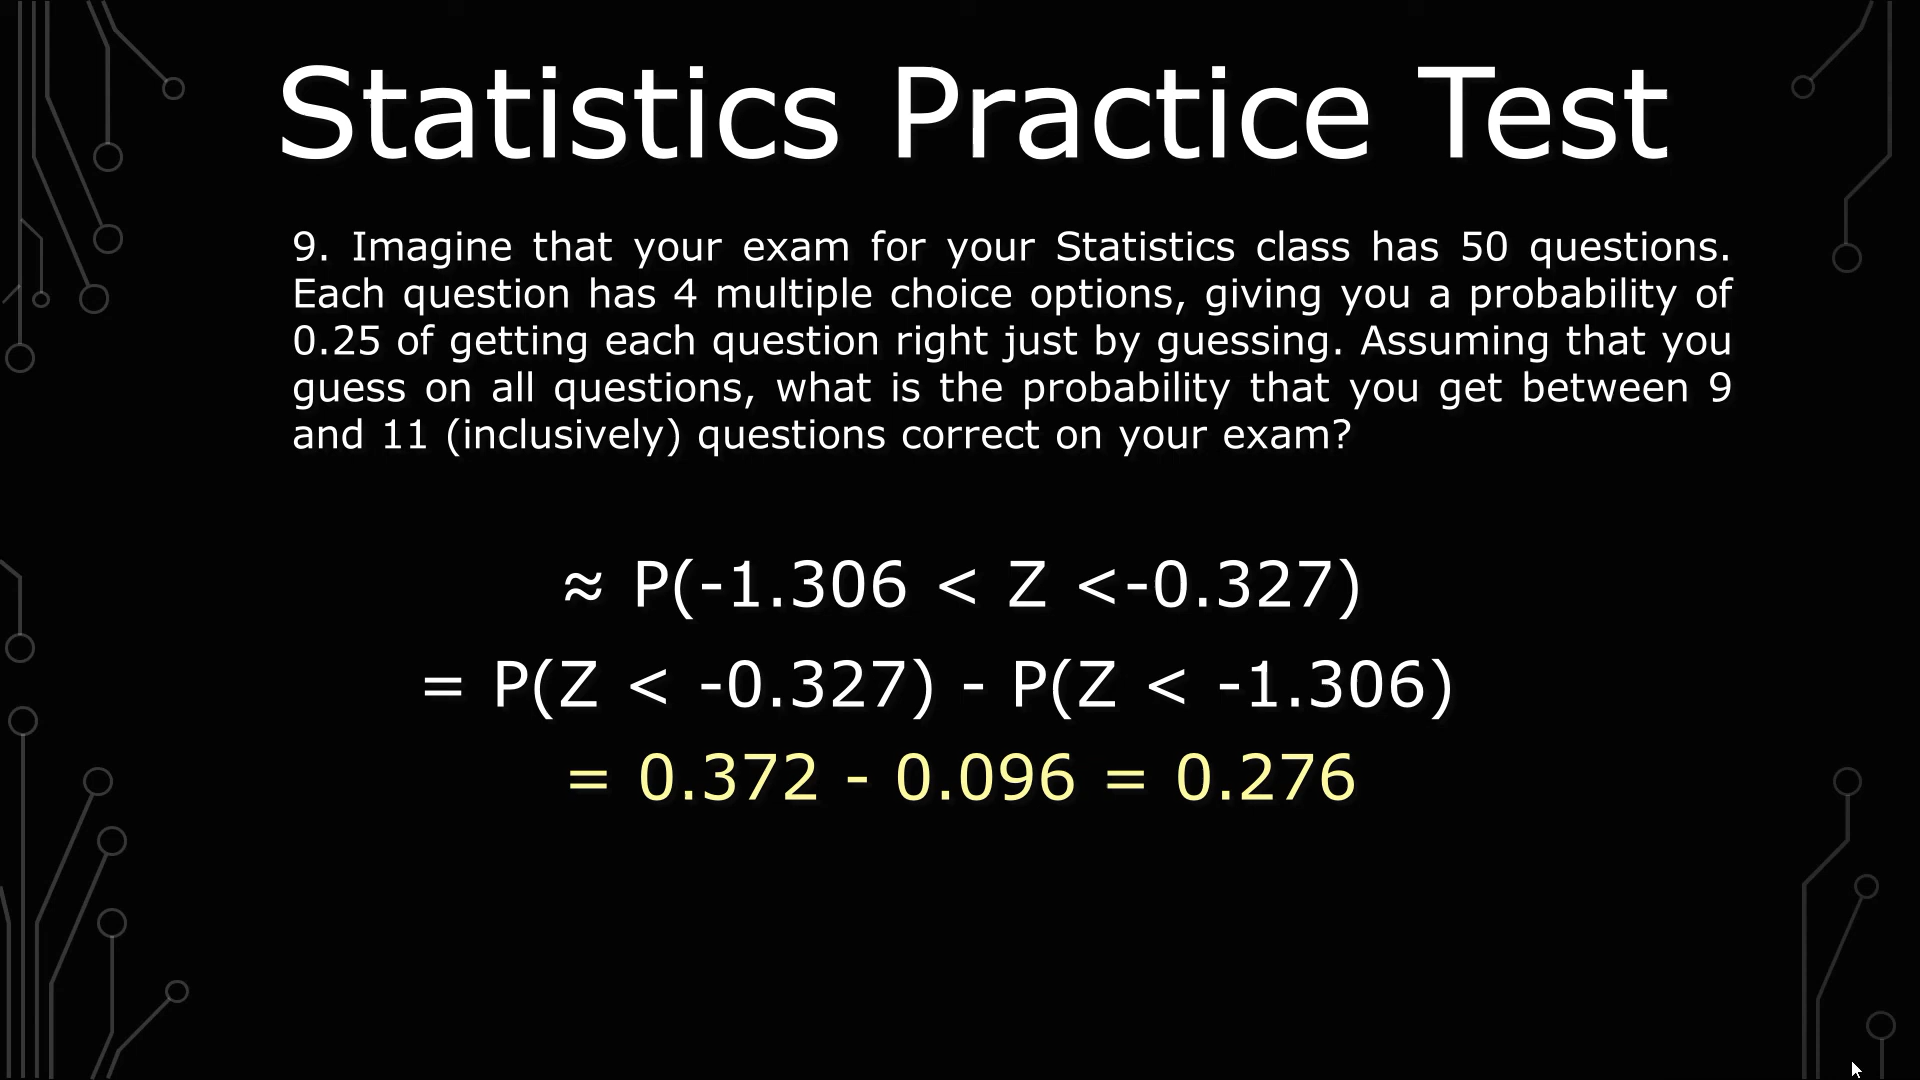 Statistics Practice Test
9. Imagine that your exam for your Statistics class has 50 questions.
Each question has 4 multiple choice options, giving you a probability of
0.25 of getting each question right just by guessing. Assuming that you
guess on all questions, what is the probability that you get between 9
and 11 (inclusively) questions correct on your exam?
≈ P(-1.306 < Z <-0.327)
= P(Z < -0.327) - P(Z < -1.306)
= 0.372 - 0.096 = 0.276